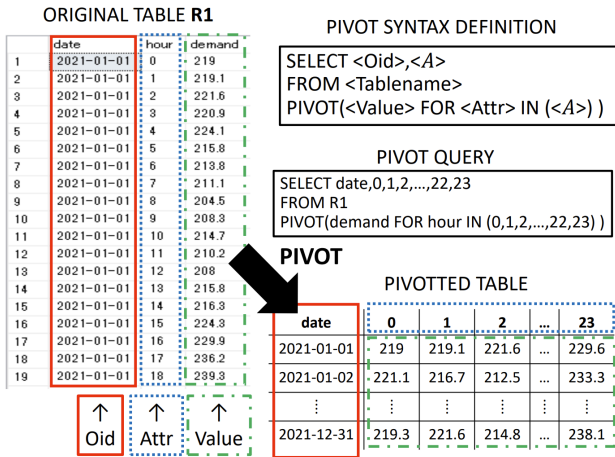 ORIGINAL TABLE R1
date hour demand
1 2021-01-01 0 219
2 2021-01-01 1 219.1
3 2021-01-01 2 221.6
4 2021-01-01 3 220.9
5 2021-01-01 4 224.1
6 2021-01-01 5 215.8
7 2021-01-01 6 213.8
8 2021-01-01 7 211.1
9 2021-01-01 8 204.5
10 2021-01-01 9 208.3
11 2021-01-01 10 214.7
12 2021-01-01 11 210.2
13 2021-01-01 12 208
14 2021-01-01 13 215.8
15 2021-01-01 14 216.3
16 2021-01-01 15 224.3
17 2021-01-01 16 229.9
18 2021-01-01 17 236.2
19 2021-01-01 18 239.3
↑ ↑ ↑
Oid Attr Value
PIVOT SYNTAX DEFINITION
SELECT <Oid>,<A>
FROM <Tablename>
PIVOT(<Value> FOR <Attr> IN (<A>) )
PIVOT QUERY
SELECT date,0,1,2,...,22,23
FROM R1
PIVOT(demand FOR hour IN (0,1,2,...,22,23) )
PIVOT
PIVOTTED TABLE
date 0 1 2 ... 23
2021-01-01 219 219.1 221.6 ... 229.6
2021-01-02 221.1 216.7 212.5 ... 233.3
⋮ ⋮ ⋮ ⋮ ⋮ ⋮
2021-12-31 219.3 221.6 214.8 ... 238.1